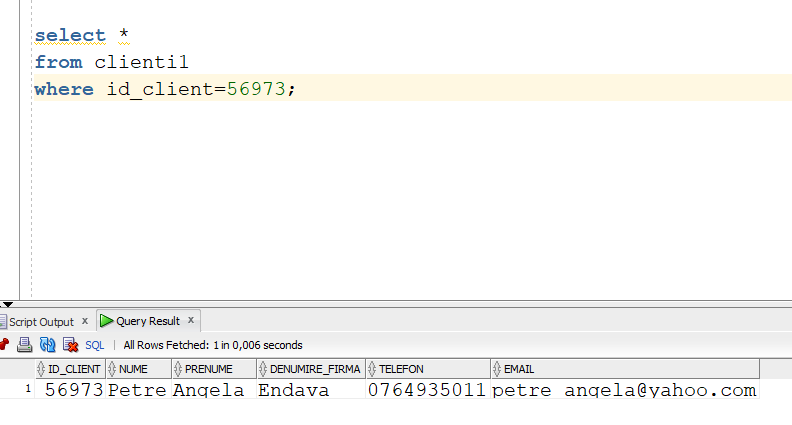 select *
from clienti1
where id_client=56973;
Script Output x Query Result x
SQL | All Rows Fetched: 1 in 0,006 seconds
ID_CLIENT NUME PRENUME DENUMIRE_FIRMA TELEFON EMAIL
1 56973 Petre Angela Endava 0764935011 petre_angela@yahoo.com